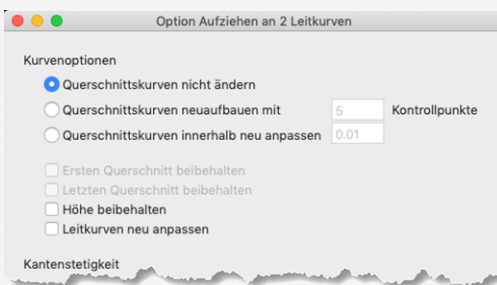 Option Aufziehen an 2 Leitkurven
Kurvenoptionen
Querschnittskurven nicht ändern
Querschnittskurven neuaufbauen mit 5 Kontrollpunkte
Querschnittskurven innerhalb neu anpassen 0.01
Ersten Querschnitt beibehalten
Letzten Querschnitt beibehalten
Höhe beibehalten
Leitkurven neu anpassen
Kantenstetigkeit